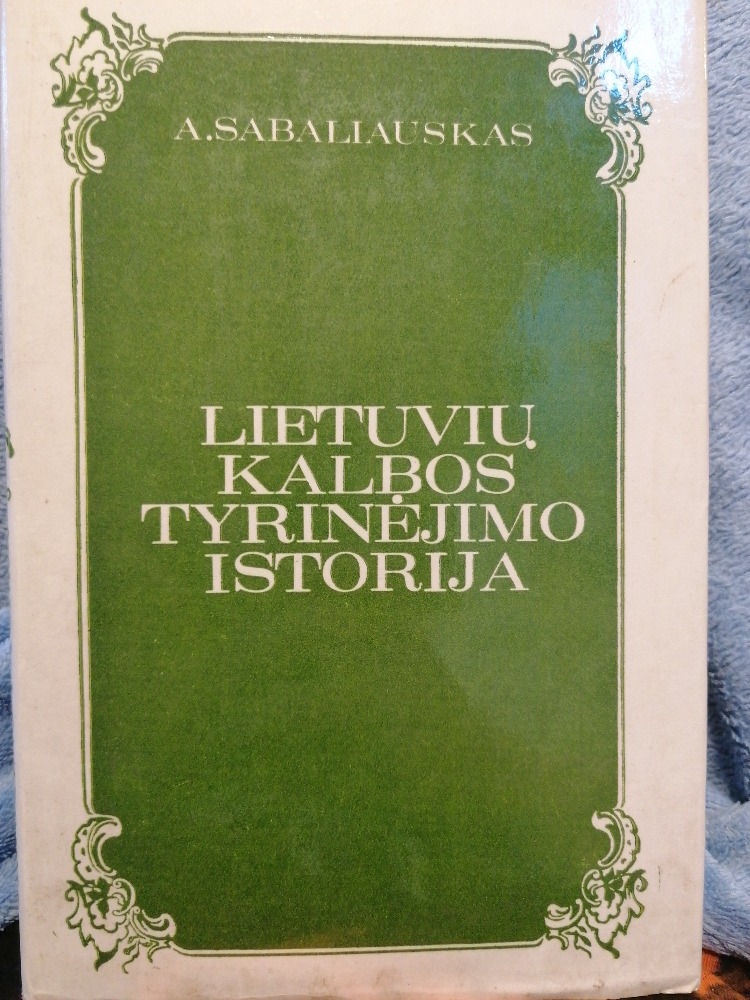 A.SABALIAUSKAS
LIETUVIŲ
KALBOS
TYRINĖJIMO
ISTORIJA